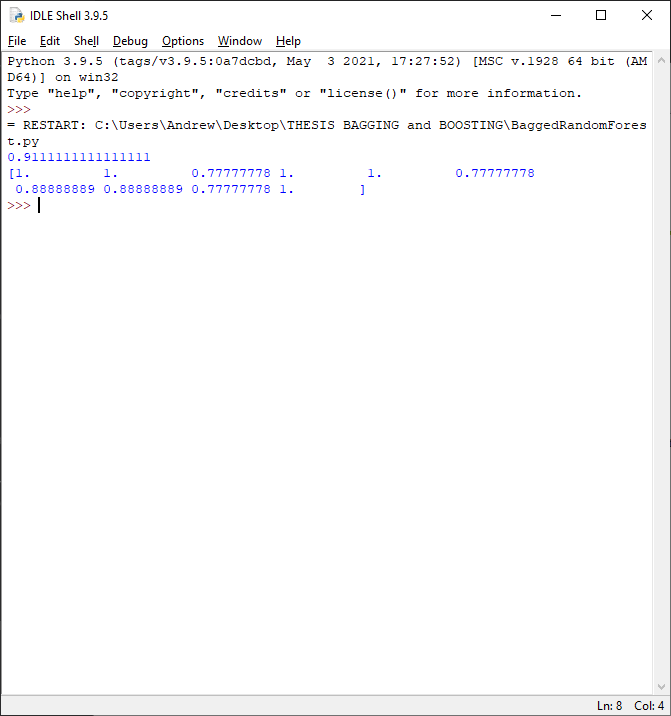 IDLE Shell 3.9.5
File Edit Shell Debug Options Window Help
Python 3.9.5 (tags/v3.9.5:0a7dcbd, May  3 2021, 17:27:52) [MSC v.1928 64 bit (AM
D64)] on win32
Type "help", "copyright", "credits" or "license()" for more information.
>>>
= RESTART: C:\Users\Andrew\Desktop\THESIS BAGGING and BOOSTING\BaggedRandomFores
t.py
0.9111111111111111
[1.         1.         0.77777778 1.         1.         0.77777778
 0.88888889 0.88888889 0.77777778 1.        ]
>>>
Ln: 8 Col: 4